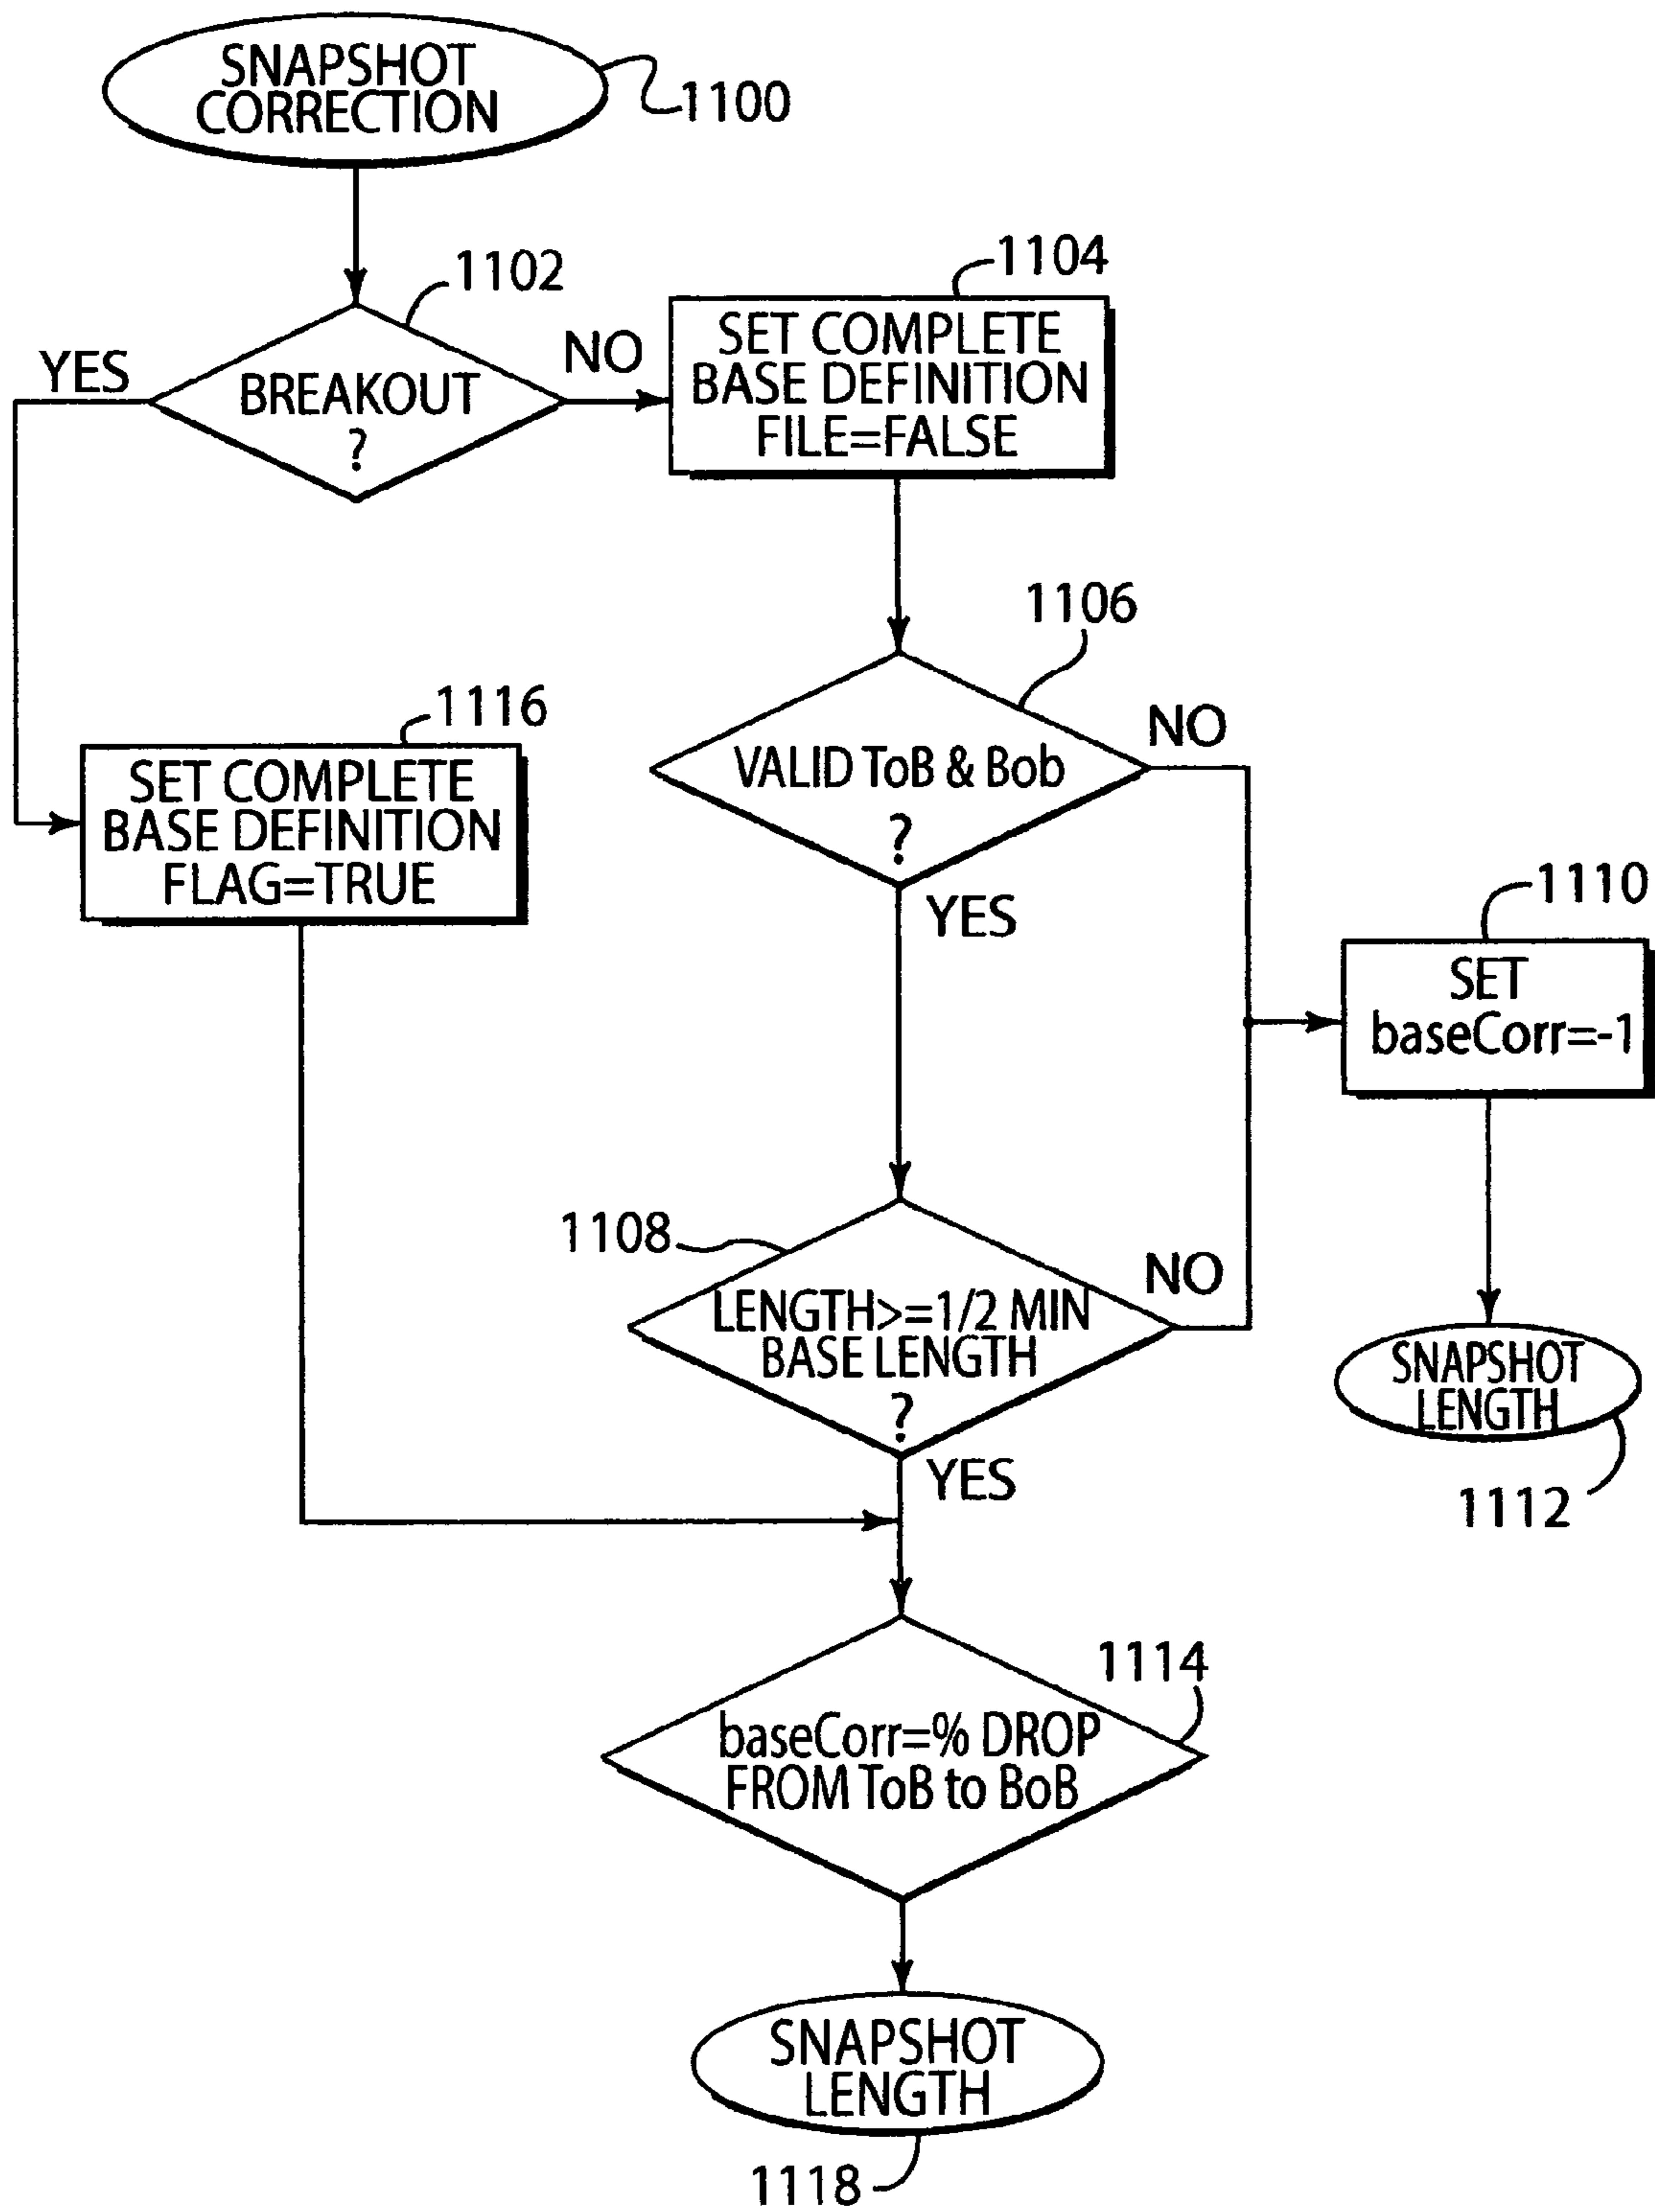 SNAPSHOT
CORRECTION
1100
1102
1104
YES
BREAKOUT
?
NO
SET COMPLETE
BASE DEFINITION
FILE=FALSE
1106
1116
SET COMPLETE
BASE DEFINITION
FLAG=TRUE
VALID ToB & Bob
?
NO
YES
1110
SET
baseCorr=-1
1108
LENGTH>=1/2 MIN
BASE LENGTH
?
NO
YES
SNAPSHOT
LENGTH
1112
1114
baseCorr=% DROP
FROM ToB to BoB
SNAPSHOT
LENGTH
1118